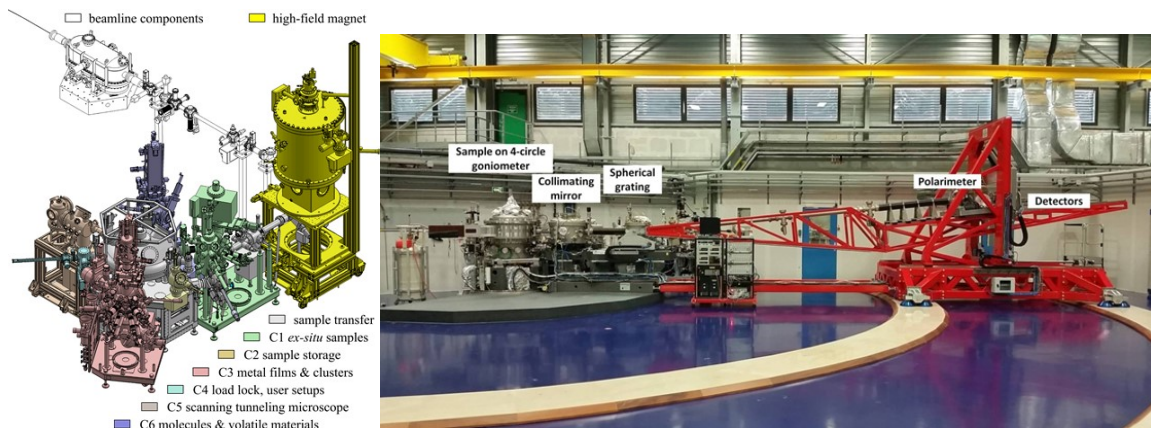 beamline components
high-field magnet
sample transfer
C1 ex-situ samples
C2 sample storage
C3 metal films & clusters
C4 load lock, user setups
C5 scanning tunneling microscope
C6 molecules & volatile materials
Sample on 4-circle
goniometer
Collimating
mirror
Spherical
grating
Polarimeter
Detectors